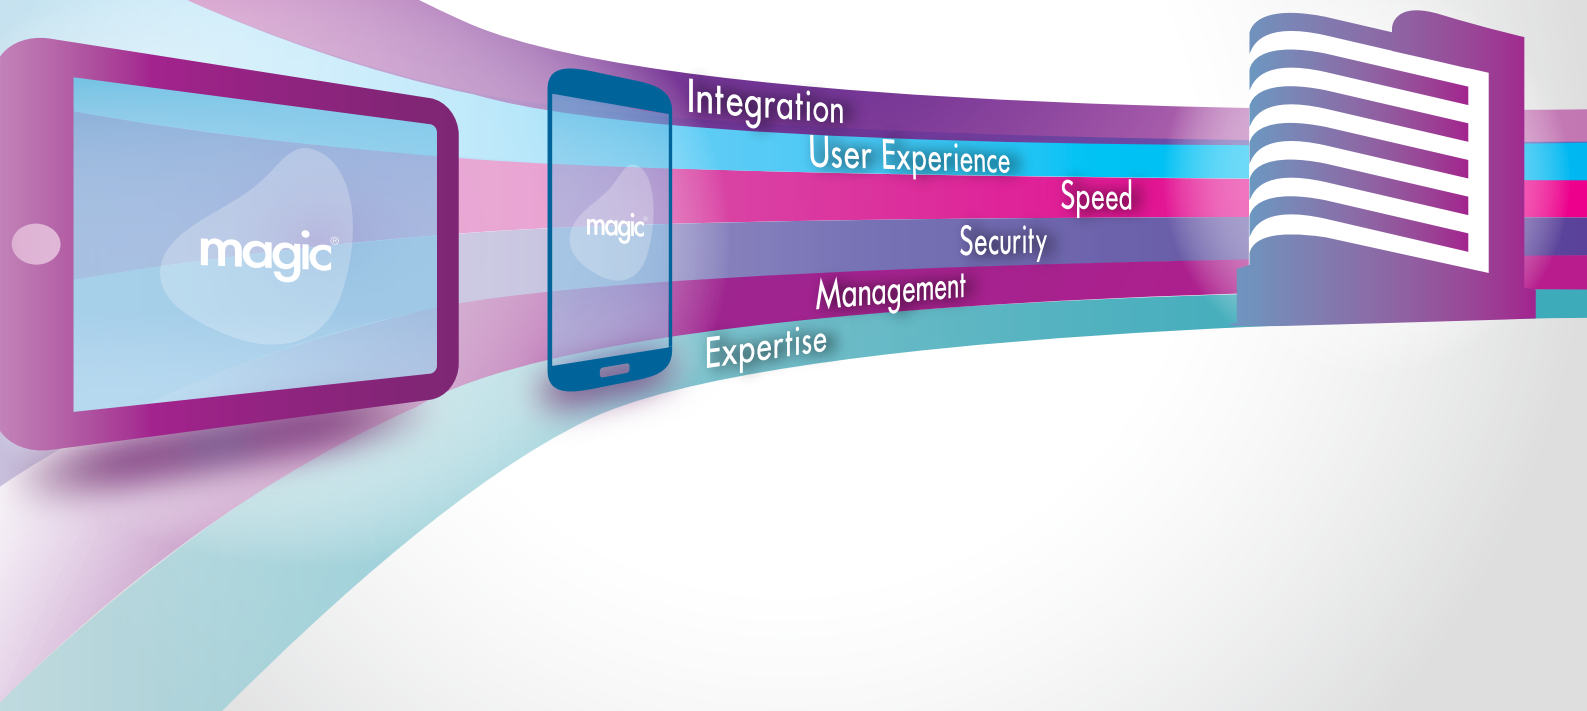 magic®
magic®
Integration
User Experience
Speed
Security
Management
Expertise